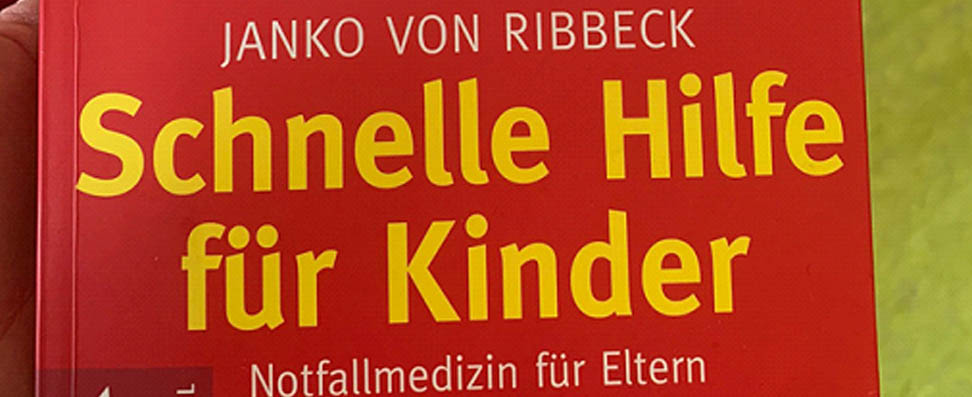 JANKO VON RIBBECK
Schnelle Hilfe
für Kinder
Notfallmedizin für Eltern